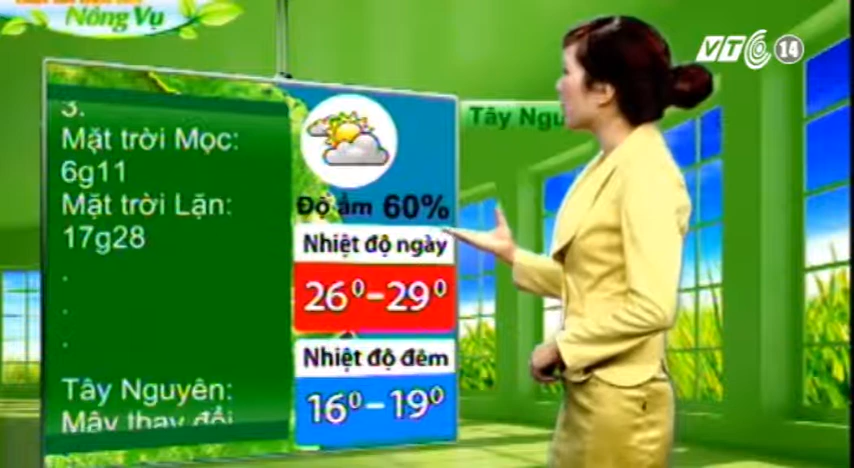 Nông Vụ
VTC 14
3.
Mặt trời Mọc:
6g11
Mặt trời Lặn:
17g28
.
.
.
Tây Nguyên:
Mây thay đổi
Độ ẩm 60%
Nhiệt độ ngày
26⁰-29⁰
Nhiệt độ đêm
16⁰-19⁰
Tây